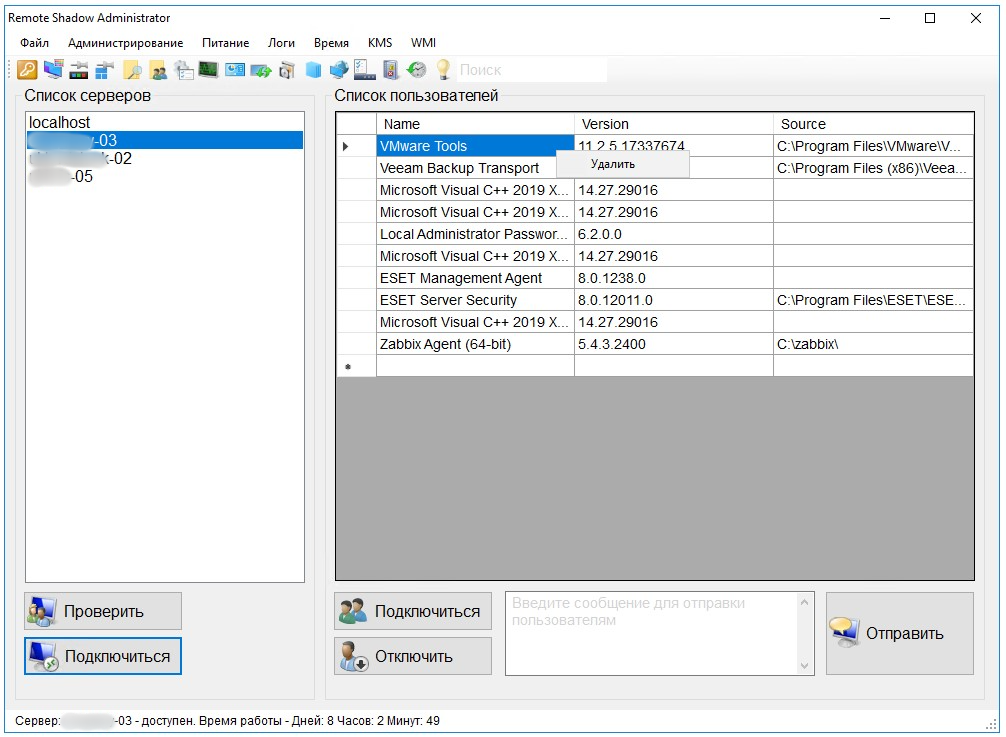 Remote Shadow Administrator
Файл Администрирование Питание Логи Время KMS WMI
Поиск
Список серверов
localhost
-03
-02
-05
Проверить
Подключиться
Список пользователей
Name Version Source
VMware Tools 11.2.5.17337674 C:\Program Files\VMware\V...
Удалить
Veeam Backup Transport C:\Program Files (x86)\Veea...
Microsoft Visual C++ 2019 X... 14.27.29016
Microsoft Visual C++ 2019 X... 14.27.29016
Local Administrator Passwor... 6.2.0.0
Microsoft Visual C++ 2019 X... 14.27.29016
ESET Management Agent 8.0.1238.0
ESET Server Security 8.0.12011.0 C:\Program Files\ESET\ESE...
Microsoft Visual C++ 2019 X... 14.27.29016
Zabbix Agent (64-bit) 5.4.3.2400 C:\zabbix\
Подключиться
Отключить
Введите сообщение для отправки
пользователям
Отправить
Сервер: -03 - доступен. Время работы - Дней: 8 Часов: 2 Минут: 49